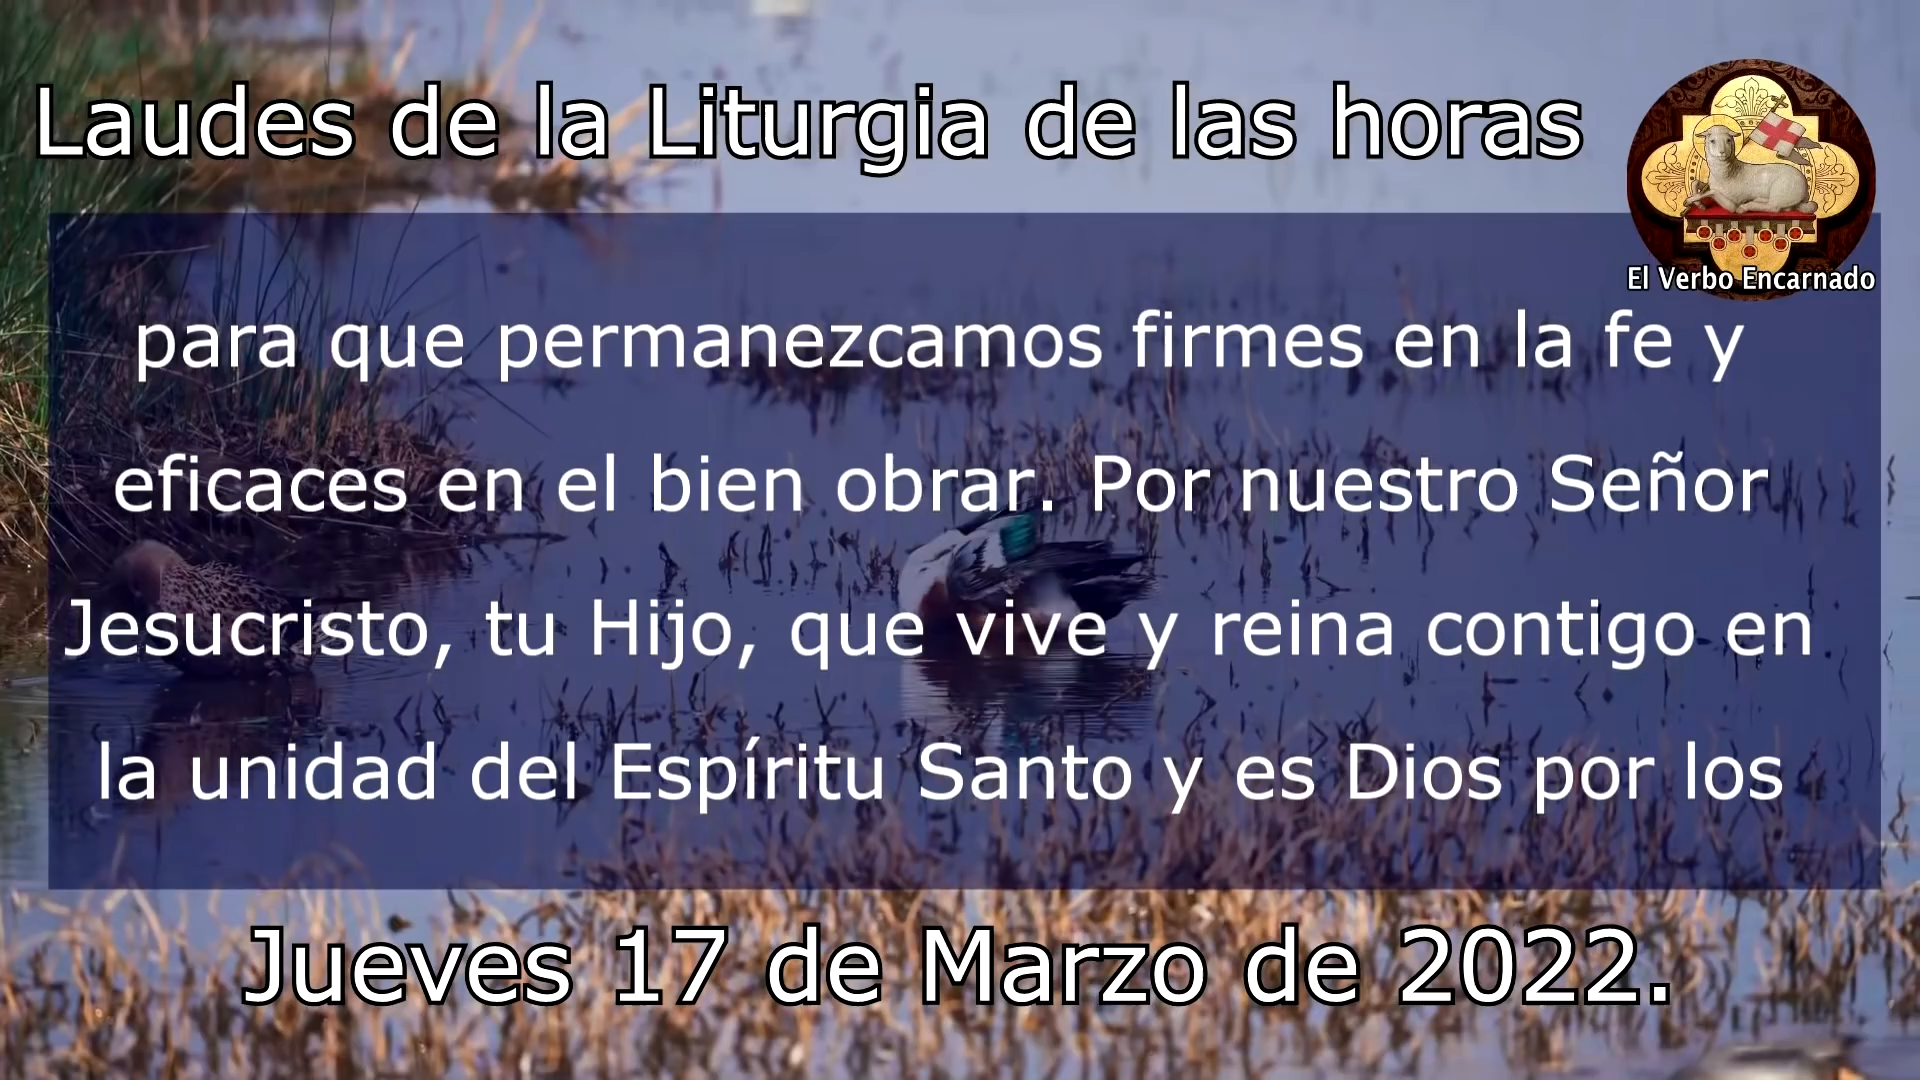 Laudes de la Liturgia de las horas
El Verbo Encarnado
para que permanezcamos firmes en la fe y
eficaces en el bien obrar. Por nuestro Señor
Jesucristo, tu Hijo, que vive y reina contigo en
la unidad del Espíritu Santo y es Dios por los
Jueves 17 de Marzo de 2022.